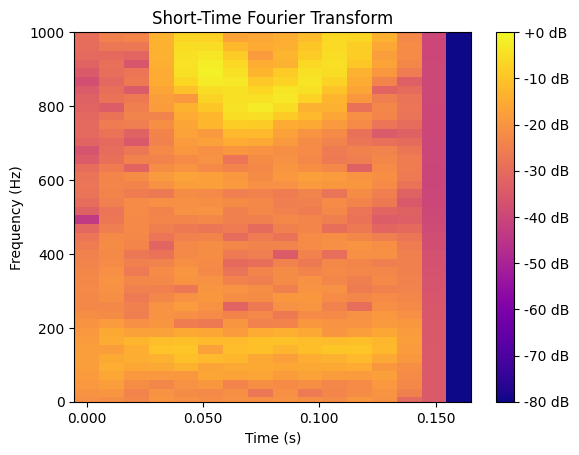 Short-Time Fourier Transform
1000
800
600
400
200
0
Frequency (Hz)
0.000
0.050
0.100
0.150
Time (s)
+0 dB
-10 dB
-20 dB
-30 dB
-40 dB
-50 dB
-60 dB
-70 dB
-80 dB